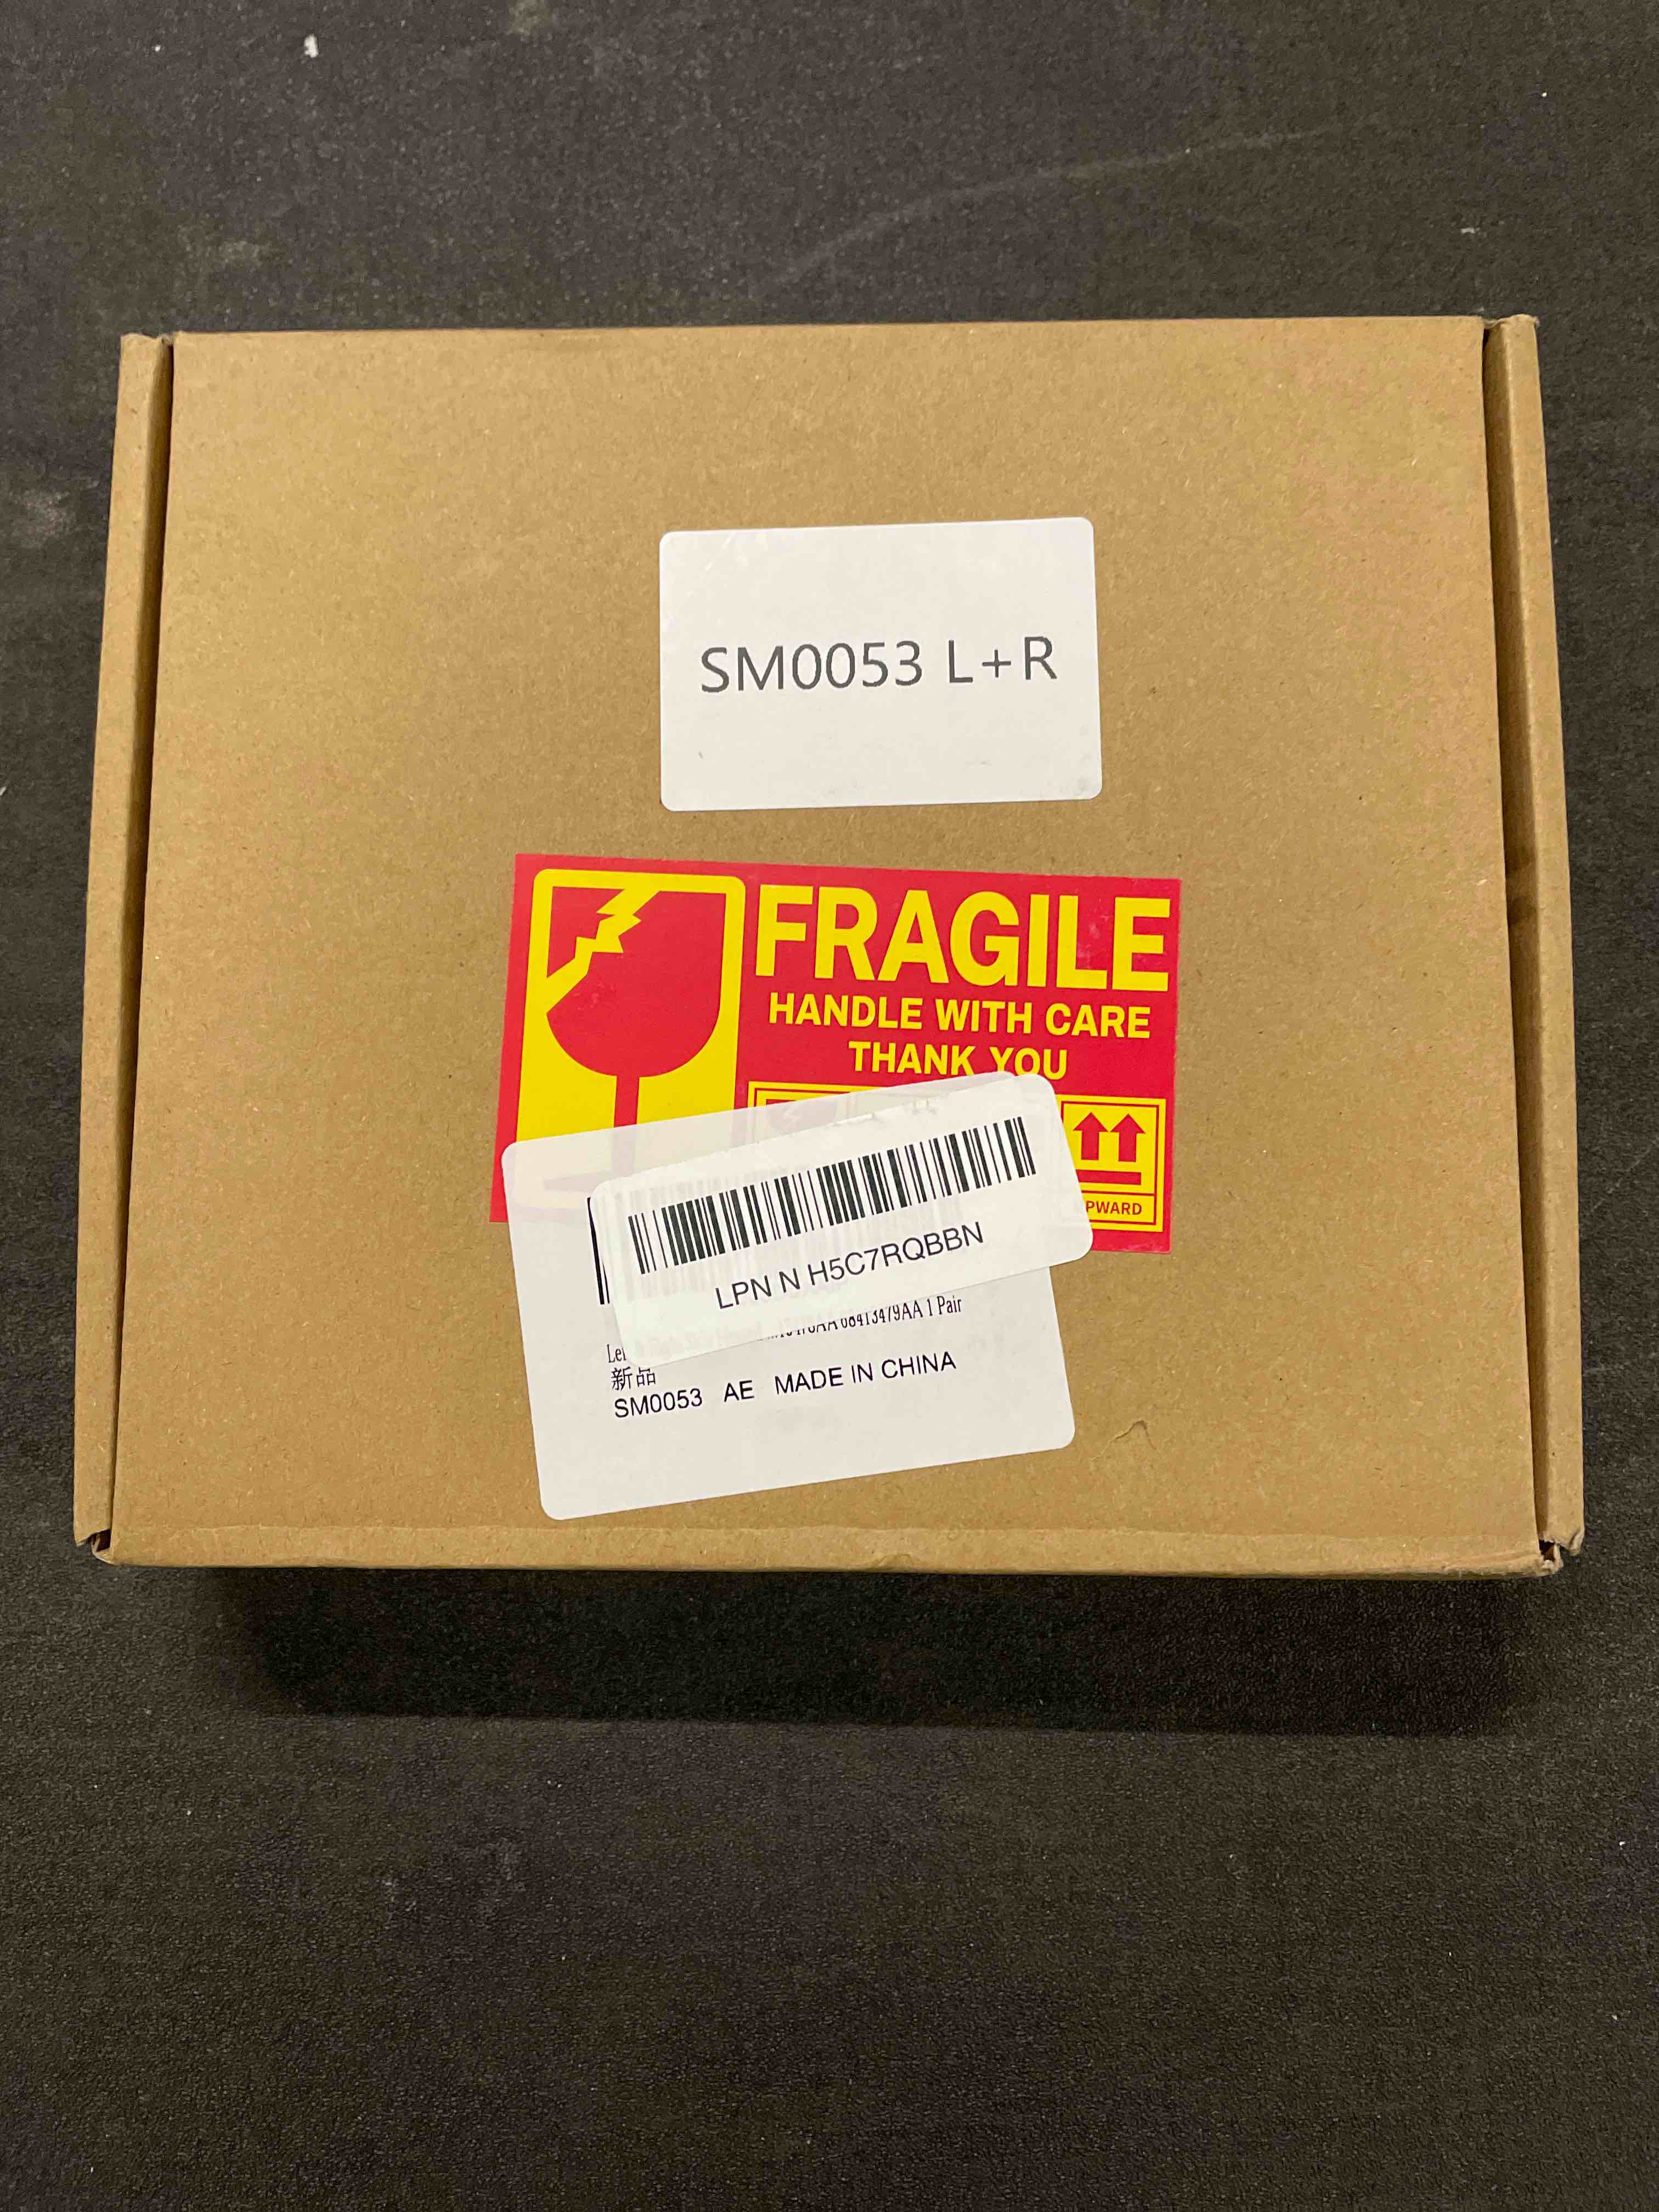 SM0053 L+R
FRAGILE
HANDLE WITH CARE
THANK YOU
PWARD
LPN N H5C7RQBBN
68413479AA 1 Pair
新品
SM0053 AE MADE IN CHINA